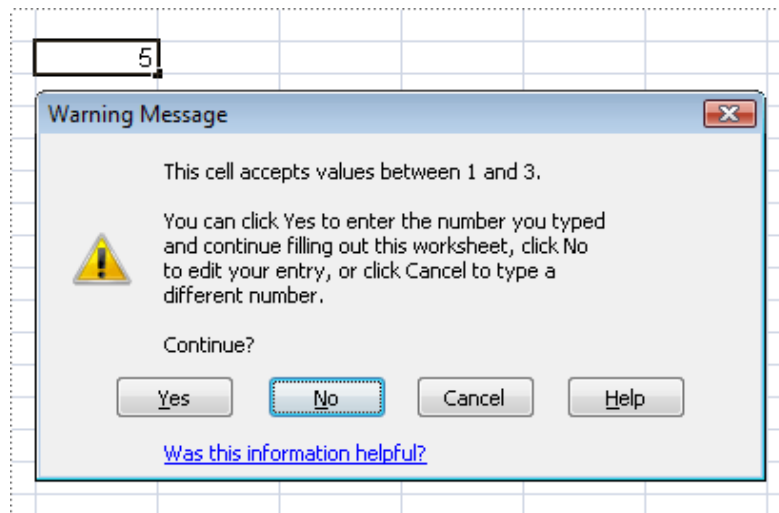 5
Warning Message
This cell accepts values between 1 and 3.
You can click Yes to enter the number you typed
and continue filling out this worksheet, click No
to edit your entry, or click Cancel to type a
different number.
Continue?
Yes No Cancel Help
Was this information helpful?